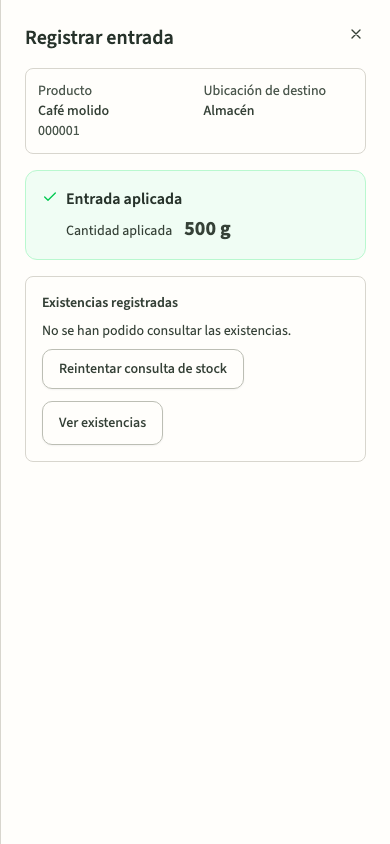 Registrar entrada
Producto
Café molido
000001
Ubicación de destino
Almacén
Entrada aplicada
Cantidad aplicada 500 g
Existencias registradas
No se han podido consultar las existencias.
Reintentar consulta de stock
Ver existencias